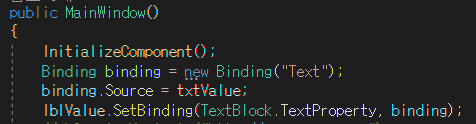 public MainWindow()
{
InitializeComponent();
Binding binding = new Binding("Text");
binding.Source = txtValue;
lblValue.SetBinding(TextBlock.TextProperty, binding);